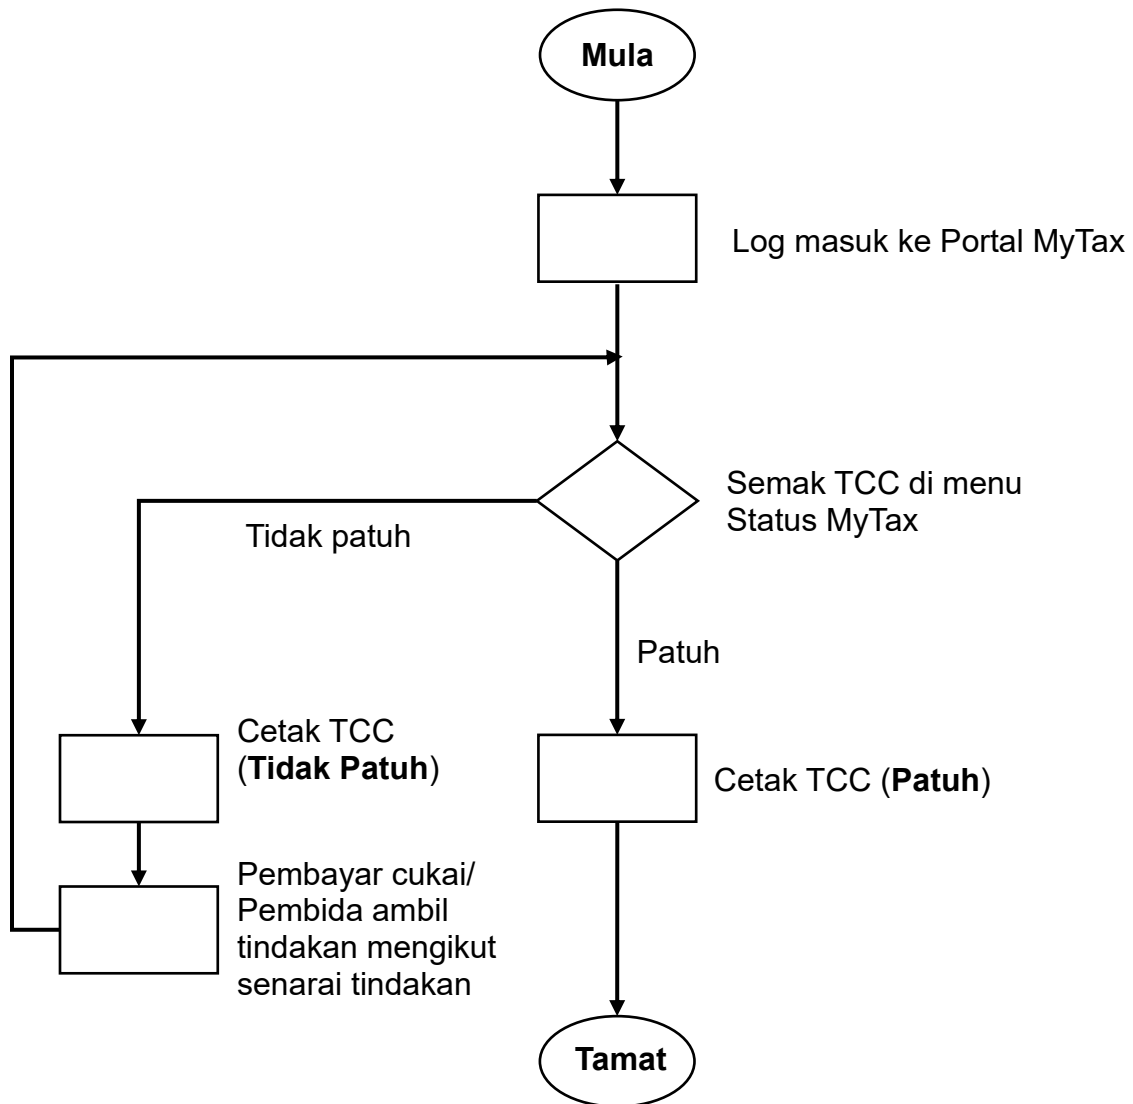 Mula
Log masuk ke Portal MyTax
Semak TCC di menu
Status MyTax
Tidak patuh
Patuh
Cetak TCC
(Tidak Patuh)
Cetak TCC (Patuh)
Pembayar cukai/
Pembida ambil
tindakan mengikut
senarai tindakan
Tamat